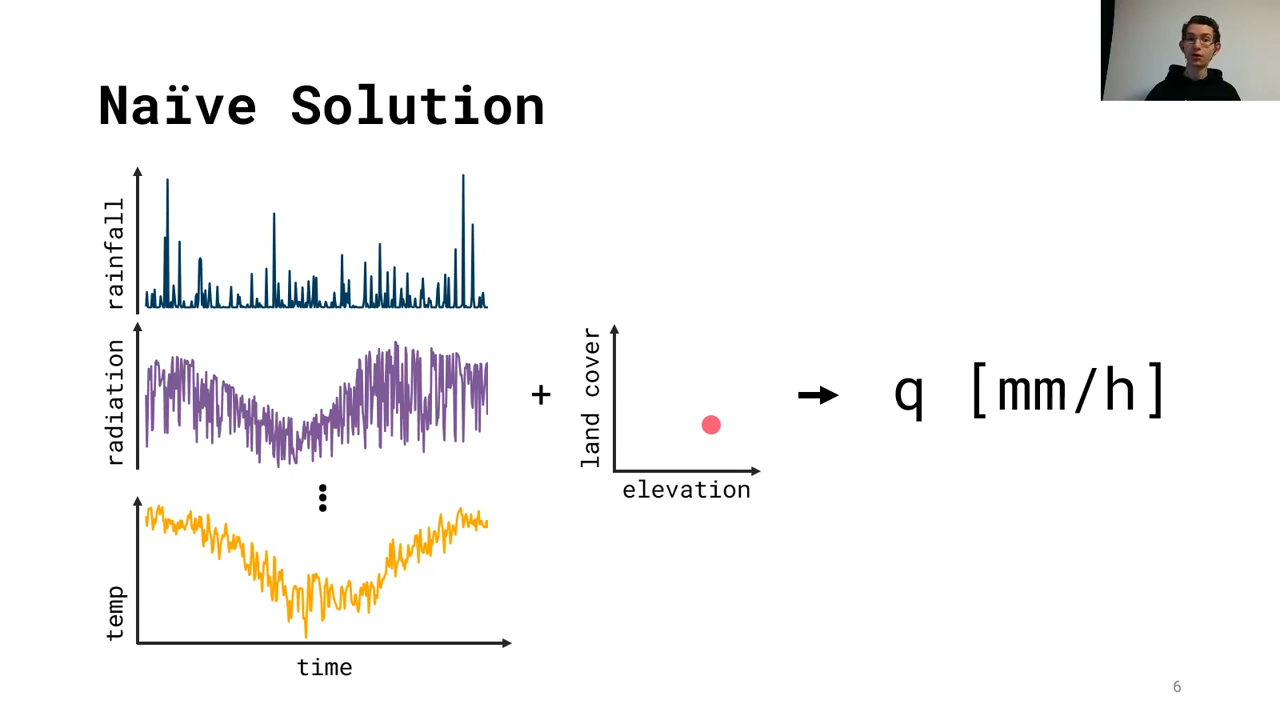 Naïve Solution
rainfall
radiation
temp
time
+
land cover
elevation
q [mm/h]
6